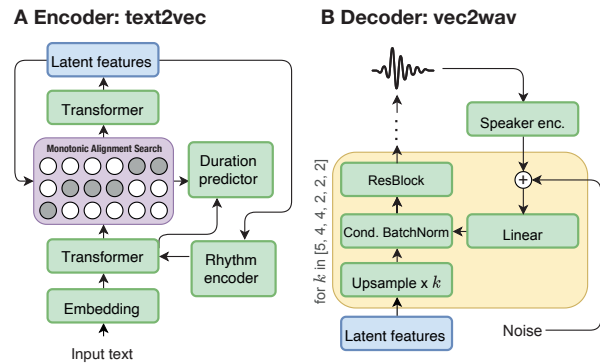 A Encoder: text2vec
Latent features
Transformer
Monotonic Alignment Search
Duration
predictor
Transformer
Rhythm
encoder
Embedding
Input text
B Decoder: vec2wav
Speaker enc.
for k in [5, 4, 4, 2, 2, 2]
ResBlock
+
Cond. BatchNorm
Linear
Upsample x k
Latent features
Noise